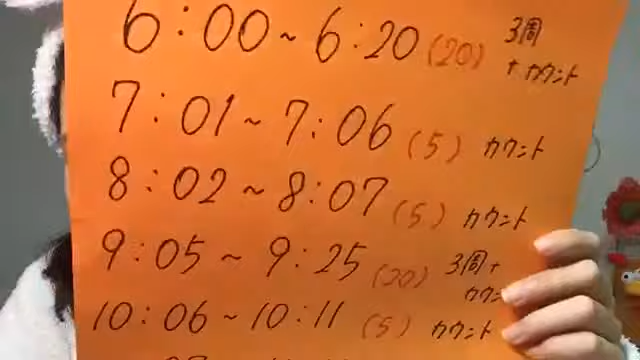 6:00~6:20(20) 3周
+カウント
7:01~7:06(5) カウント
8:02~8:07(5) カウント
9:05~9:25(20) 3周+
カウン
10:06~10:11(5) カウント